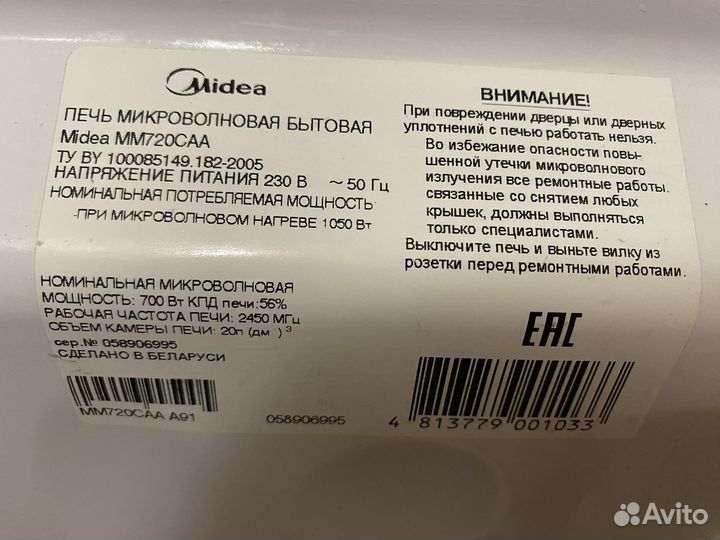 Midea
ПЕЧЬ МИКРОВОЛНОВАЯ БЫТОВАЯ
Midea MM720CAA
ТУ BY 100085149.182-2005
НАПРЯЖЕНИЕ ПИТАНИЯ 230 В ~ 50 Гц
НОМИНАЛЬНАЯ ПОТРЕБЛЯЕМАЯ МОЩНОСТЬ
-ПРИ МИКРОВОЛНОВОМ НАГРЕВЕ 1050 Вт
НОМИНАЛЬНАЯ МИКРОВОЛНОВАЯ
МОЩНОСТЬ: 700 Вт КПД печи:56%
РАБОЧАЯ ЧАСТОТА ПЕЧИ: 2450 МГц
ОБЪЕМ КАМЕРЫ ПЕЧИ: 20л (дм )³
сер.№ 058906995
СДЕЛАНО В БЕЛАРУСИ
MM720CAA A91
058906995
ВНИМАНИЕ!
При повреждении дверцы или дверных
уплотнений с печью работать нельзя.
Во избежание опасности повы-
шенной утечки микроволнового
излучения все ремонтные работы.
связанные со снятием любых
крышек, должны выполняться
только специалистами.
Выключите печь и выньте вилку из
розетки перед ремонтными работами.
EAC
4 813779 001033
Avito